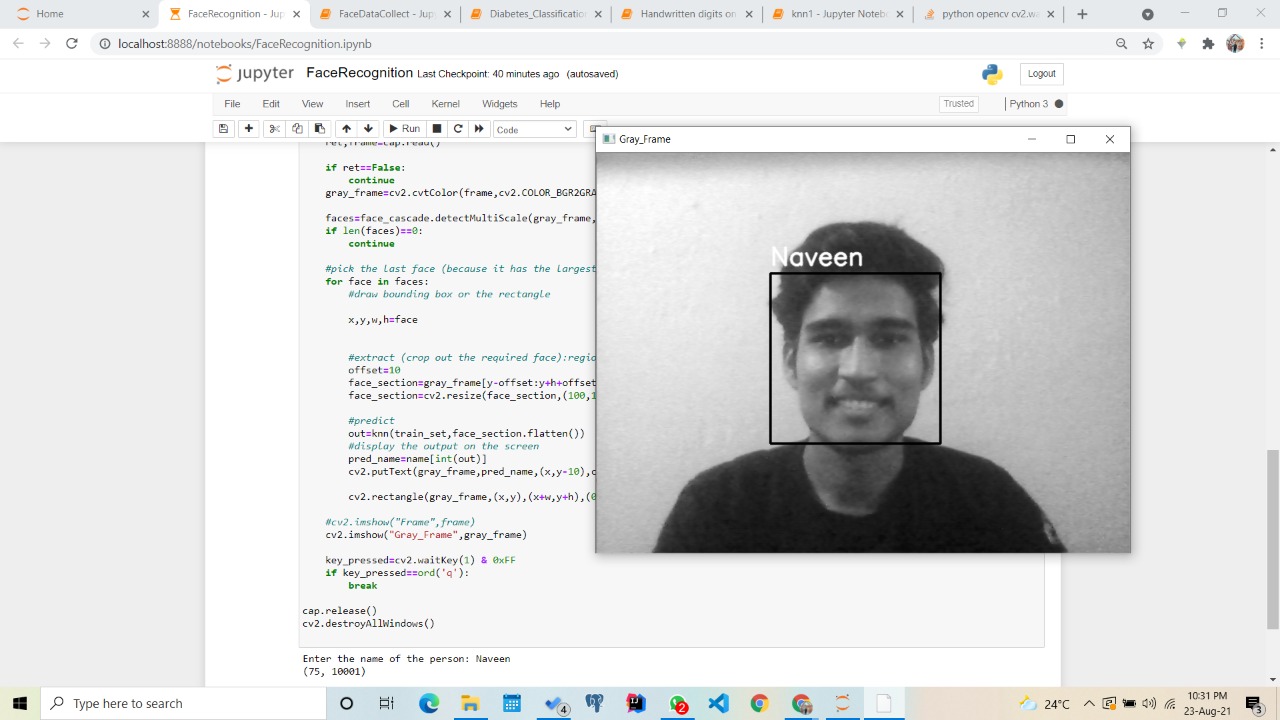 Home
FaceRecognition - Jup
FaceDataCollect - Jup
Diabetes_Classification
Handwritten digits on
knn1 - Jupyter Noteb
python opencv cv2.wa
localhost:8888/notebooks/FaceRecognition.ipynb
jupyter FaceRecognition Last Checkpoint: 40 minutes ago (autosaved)
Logout
File Edit View Insert Cell Kernel Widgets Help
Trusted
Python 3
Run
Code
ret,frame=cap.read()
if ret==False:
continue
gray_frame=cv2.cvtColor(frame,cv2.COLOR_BGR2GRA
faces=face_cascade.detectMultiScale(gray_frame,
if len(faces)==0:
continue
#pick the last face (because it has the largest
for face in faces:
#draw bounding box or the rectangle
x,y,w,h=face
#extract (crop out the required face):regio
offset=10
face_section=gray_frame[y-offset:y+h+offset
face_section=cv2.resize(face_section,(100,1
#predict
out=knn(train_set,face_section.flatten())
#display the output on the screen
pred_name=name[int(out)]
cv2.putText(gray_frame,pred_name,(x,y-10),c
cv2.rectangle(gray_frame,(x,y),(x+w,y+h),(0
#cv2.imshow("Frame",frame)
cv2.imshow("Gray_Frame",gray_frame)
key_pressed=cv2.waitKey(1) & 0xFF
if key_pressed==ord('q'):
break
cap.release()
cv2.destroyAllWindows()
Enter the name of the person: Naveen
(75, 10001)
Gray_Frame
Naveen
Type here to search
4
2
24°C
10:31 PM
23-Aug-21
3